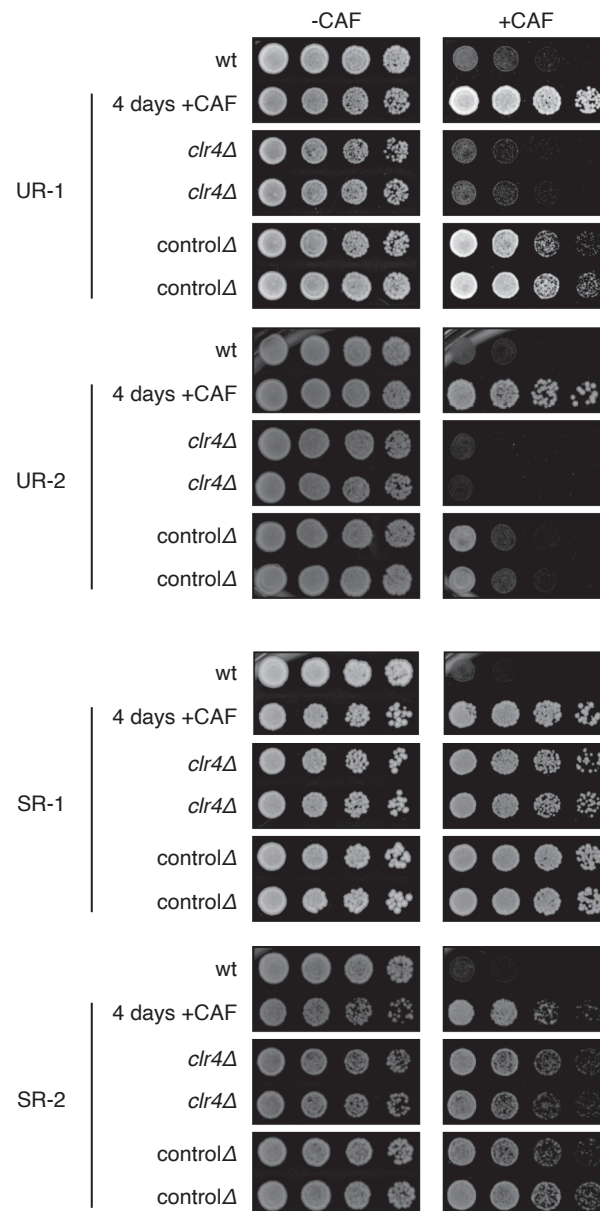 -CAF +CAF
wt
4 days +CAF
clr4Δ
UR-1
clr4Δ
controlΔ
controlΔ
wt
4 days +CAF
clr4Δ
UR-2
clr4Δ
controlΔ
controlΔ
wt
4 days +CAF
clr4Δ
SR-1
clr4Δ
controlΔ
controlΔ
wt
4 days +CAF
clr4Δ
SR-2
clr4Δ
controlΔ
controlΔ